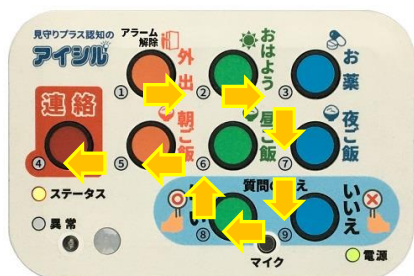 見守りプラス認知の
アイシル
アラーム
解除
外出
おはよう
お薬
① ② ③
連絡
朝ご飯
昼ご飯
夜ご飯
④ ⑤ ⑥ ⑦
ステータス
異常
質問の
はい
いいえ
⑧ ⑨
マイク
電源